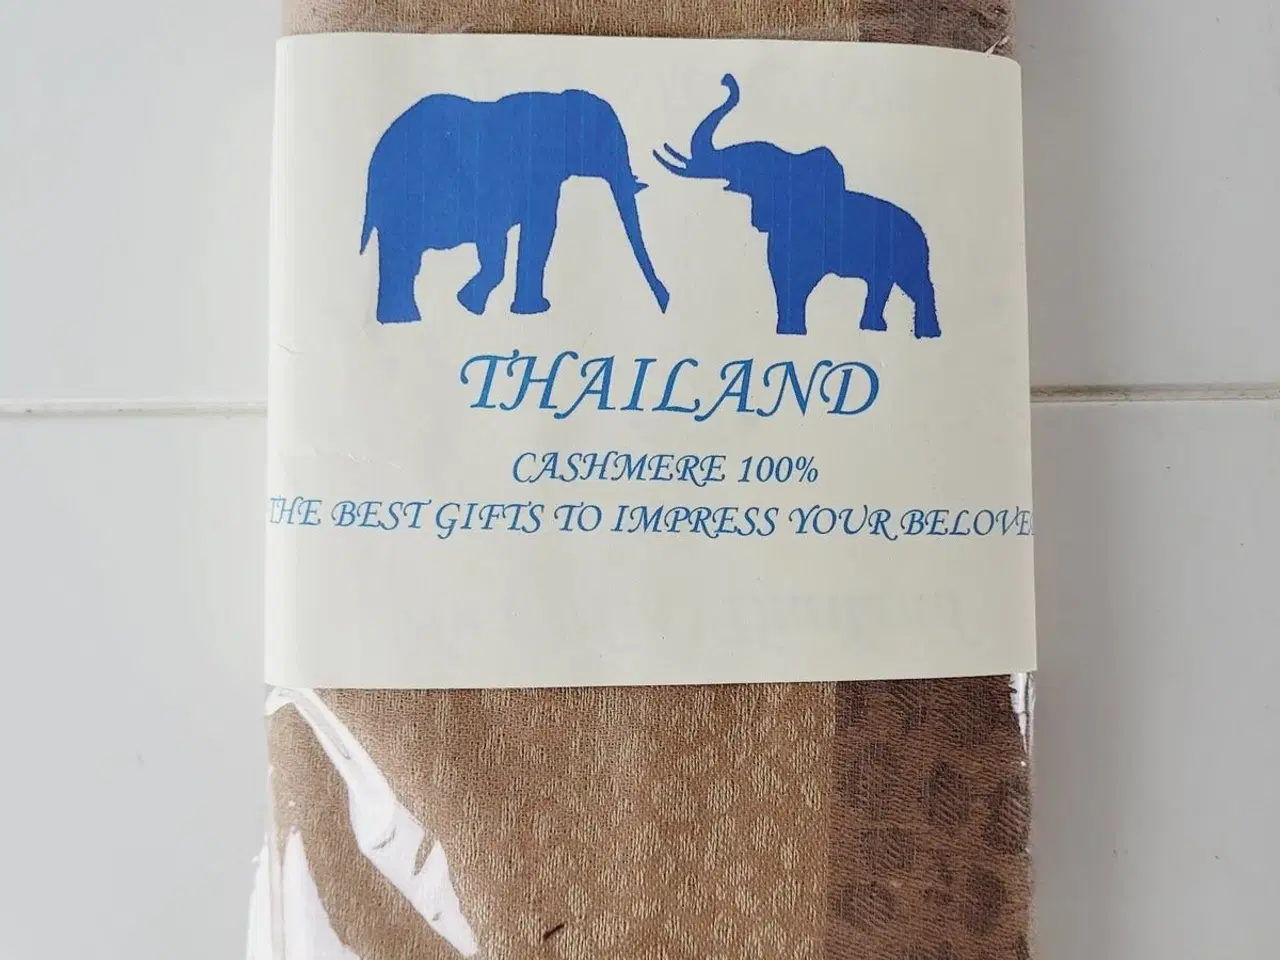 THAILAND
CASHMERE 100%
THE BEST GIFTS TO IMPRESS YOUR BELOVE